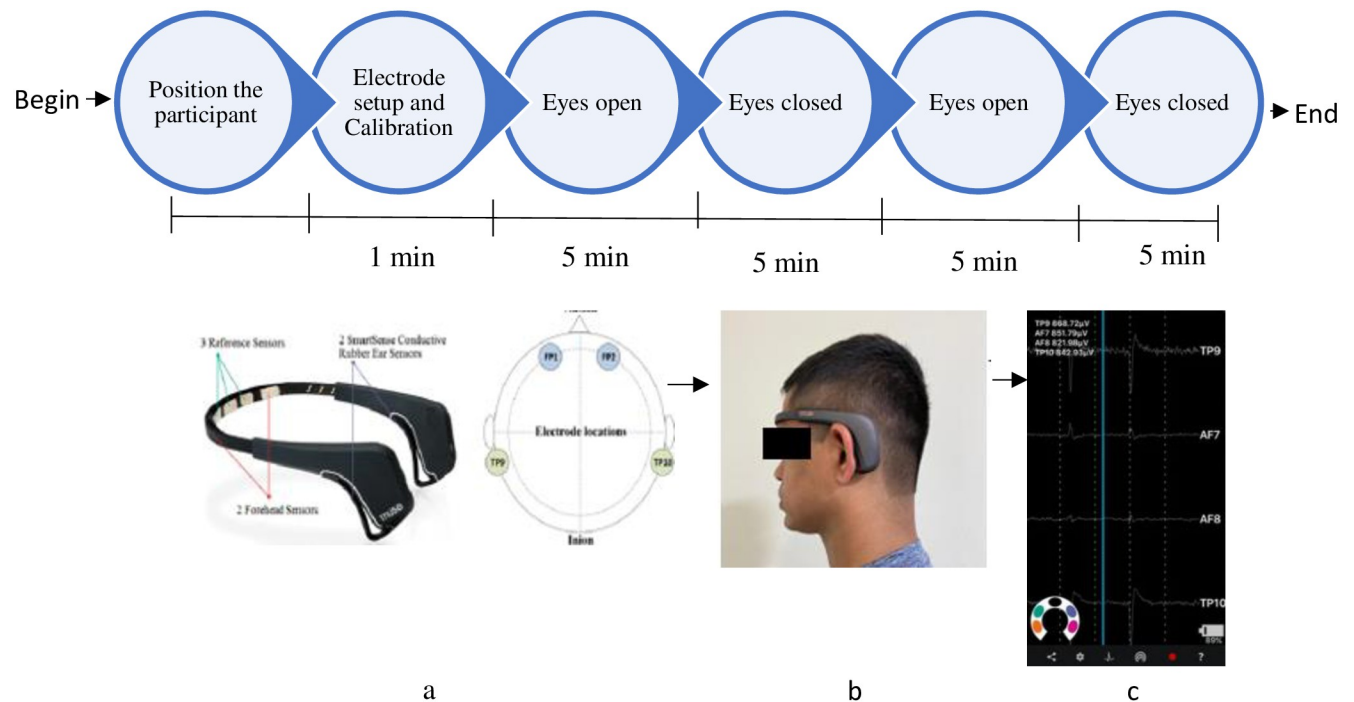 Begin
Position the
participant
Electrode
setup and
Calibration
Eyes open
Eyes closed
Eyes open
Eyes closed
End
1 min
5 min
5 min
5 min
5 min
3 Raference Sensors
2 SmartSense Conductive
Rubber Ear Sensors
2 Forehead Sensors
muse
FP1
FP2
Electrode locations
TP9
TP10
Inion
TP9 868.72µV
AF7 851.79µV
AF8 821.98µV
TP10 842.93µV
TP9
AF7
AF8
TP10
89%
?
a
b
c